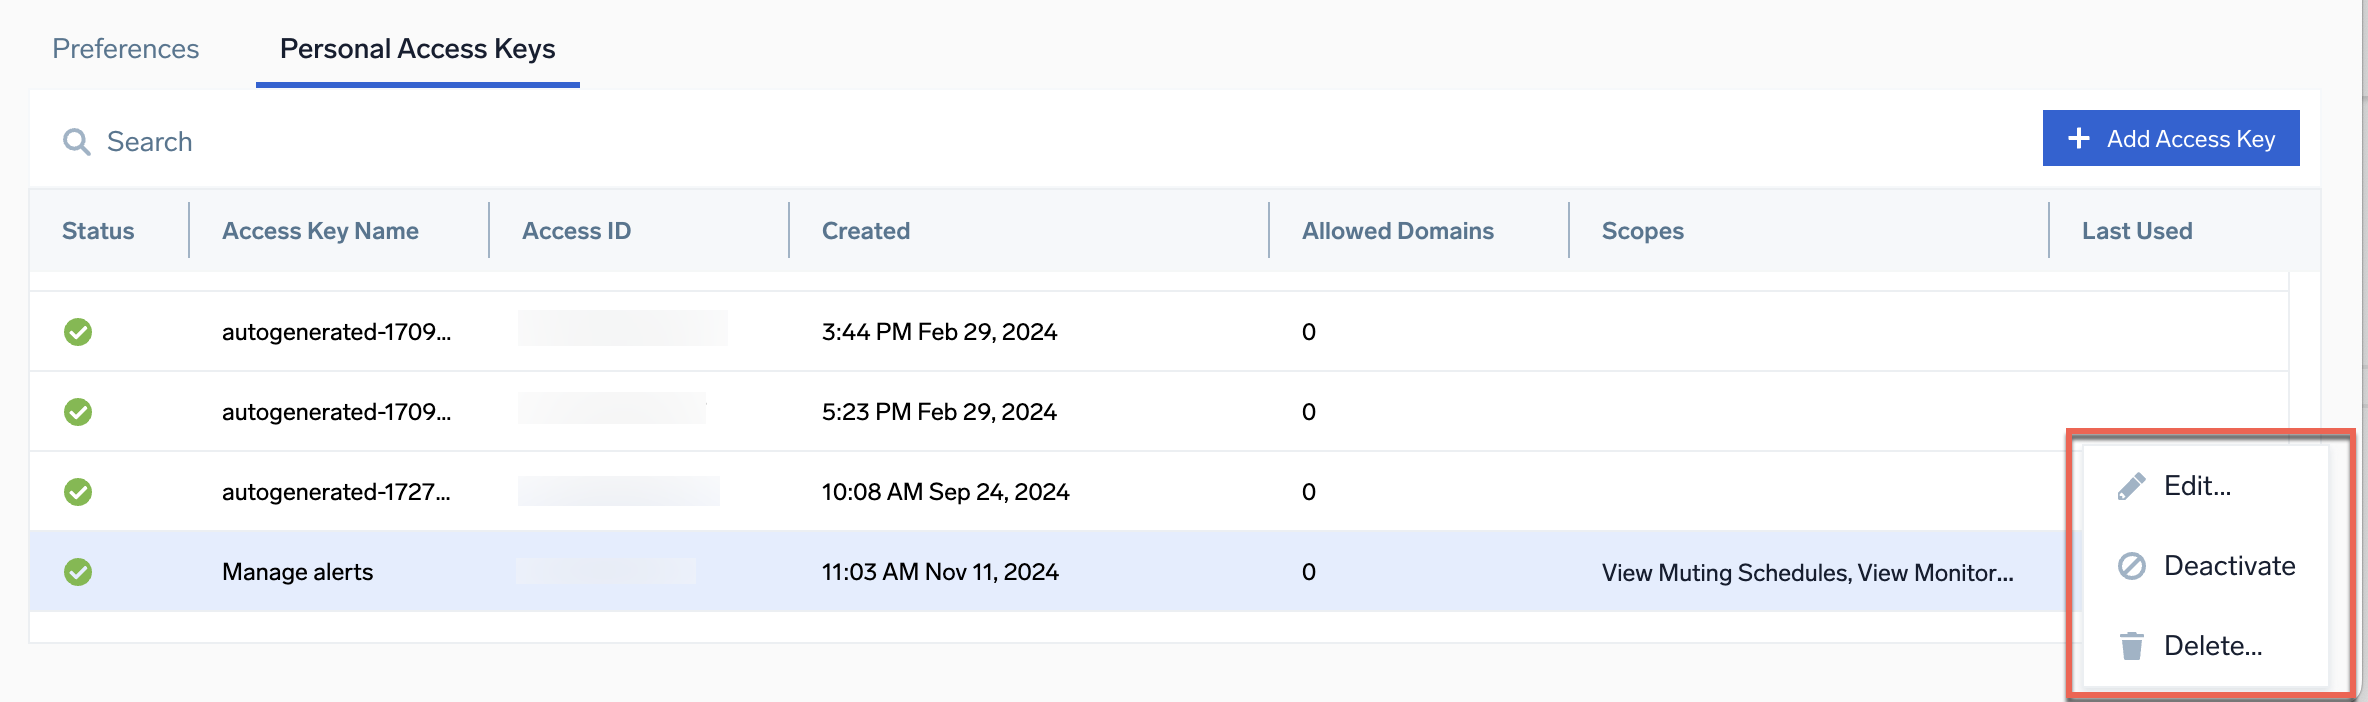 Preferences Personal Access Keys
Search
Add Access Key
Status Access Key Name Access ID Created Allowed Domains Scopes Last Used
autogenerated-1709... 3:44 PM Feb 29, 2024 0
autogenerated-1709... 5:23 PM Feb 29, 2024 0
autogenerated-1727... 10:08 AM Sep 24, 2024 0
Manage alerts 11:03 AM Nov 11, 2024 0 View Muting Schedules, View Monitor...
Edit...
Deactivate
Delete...